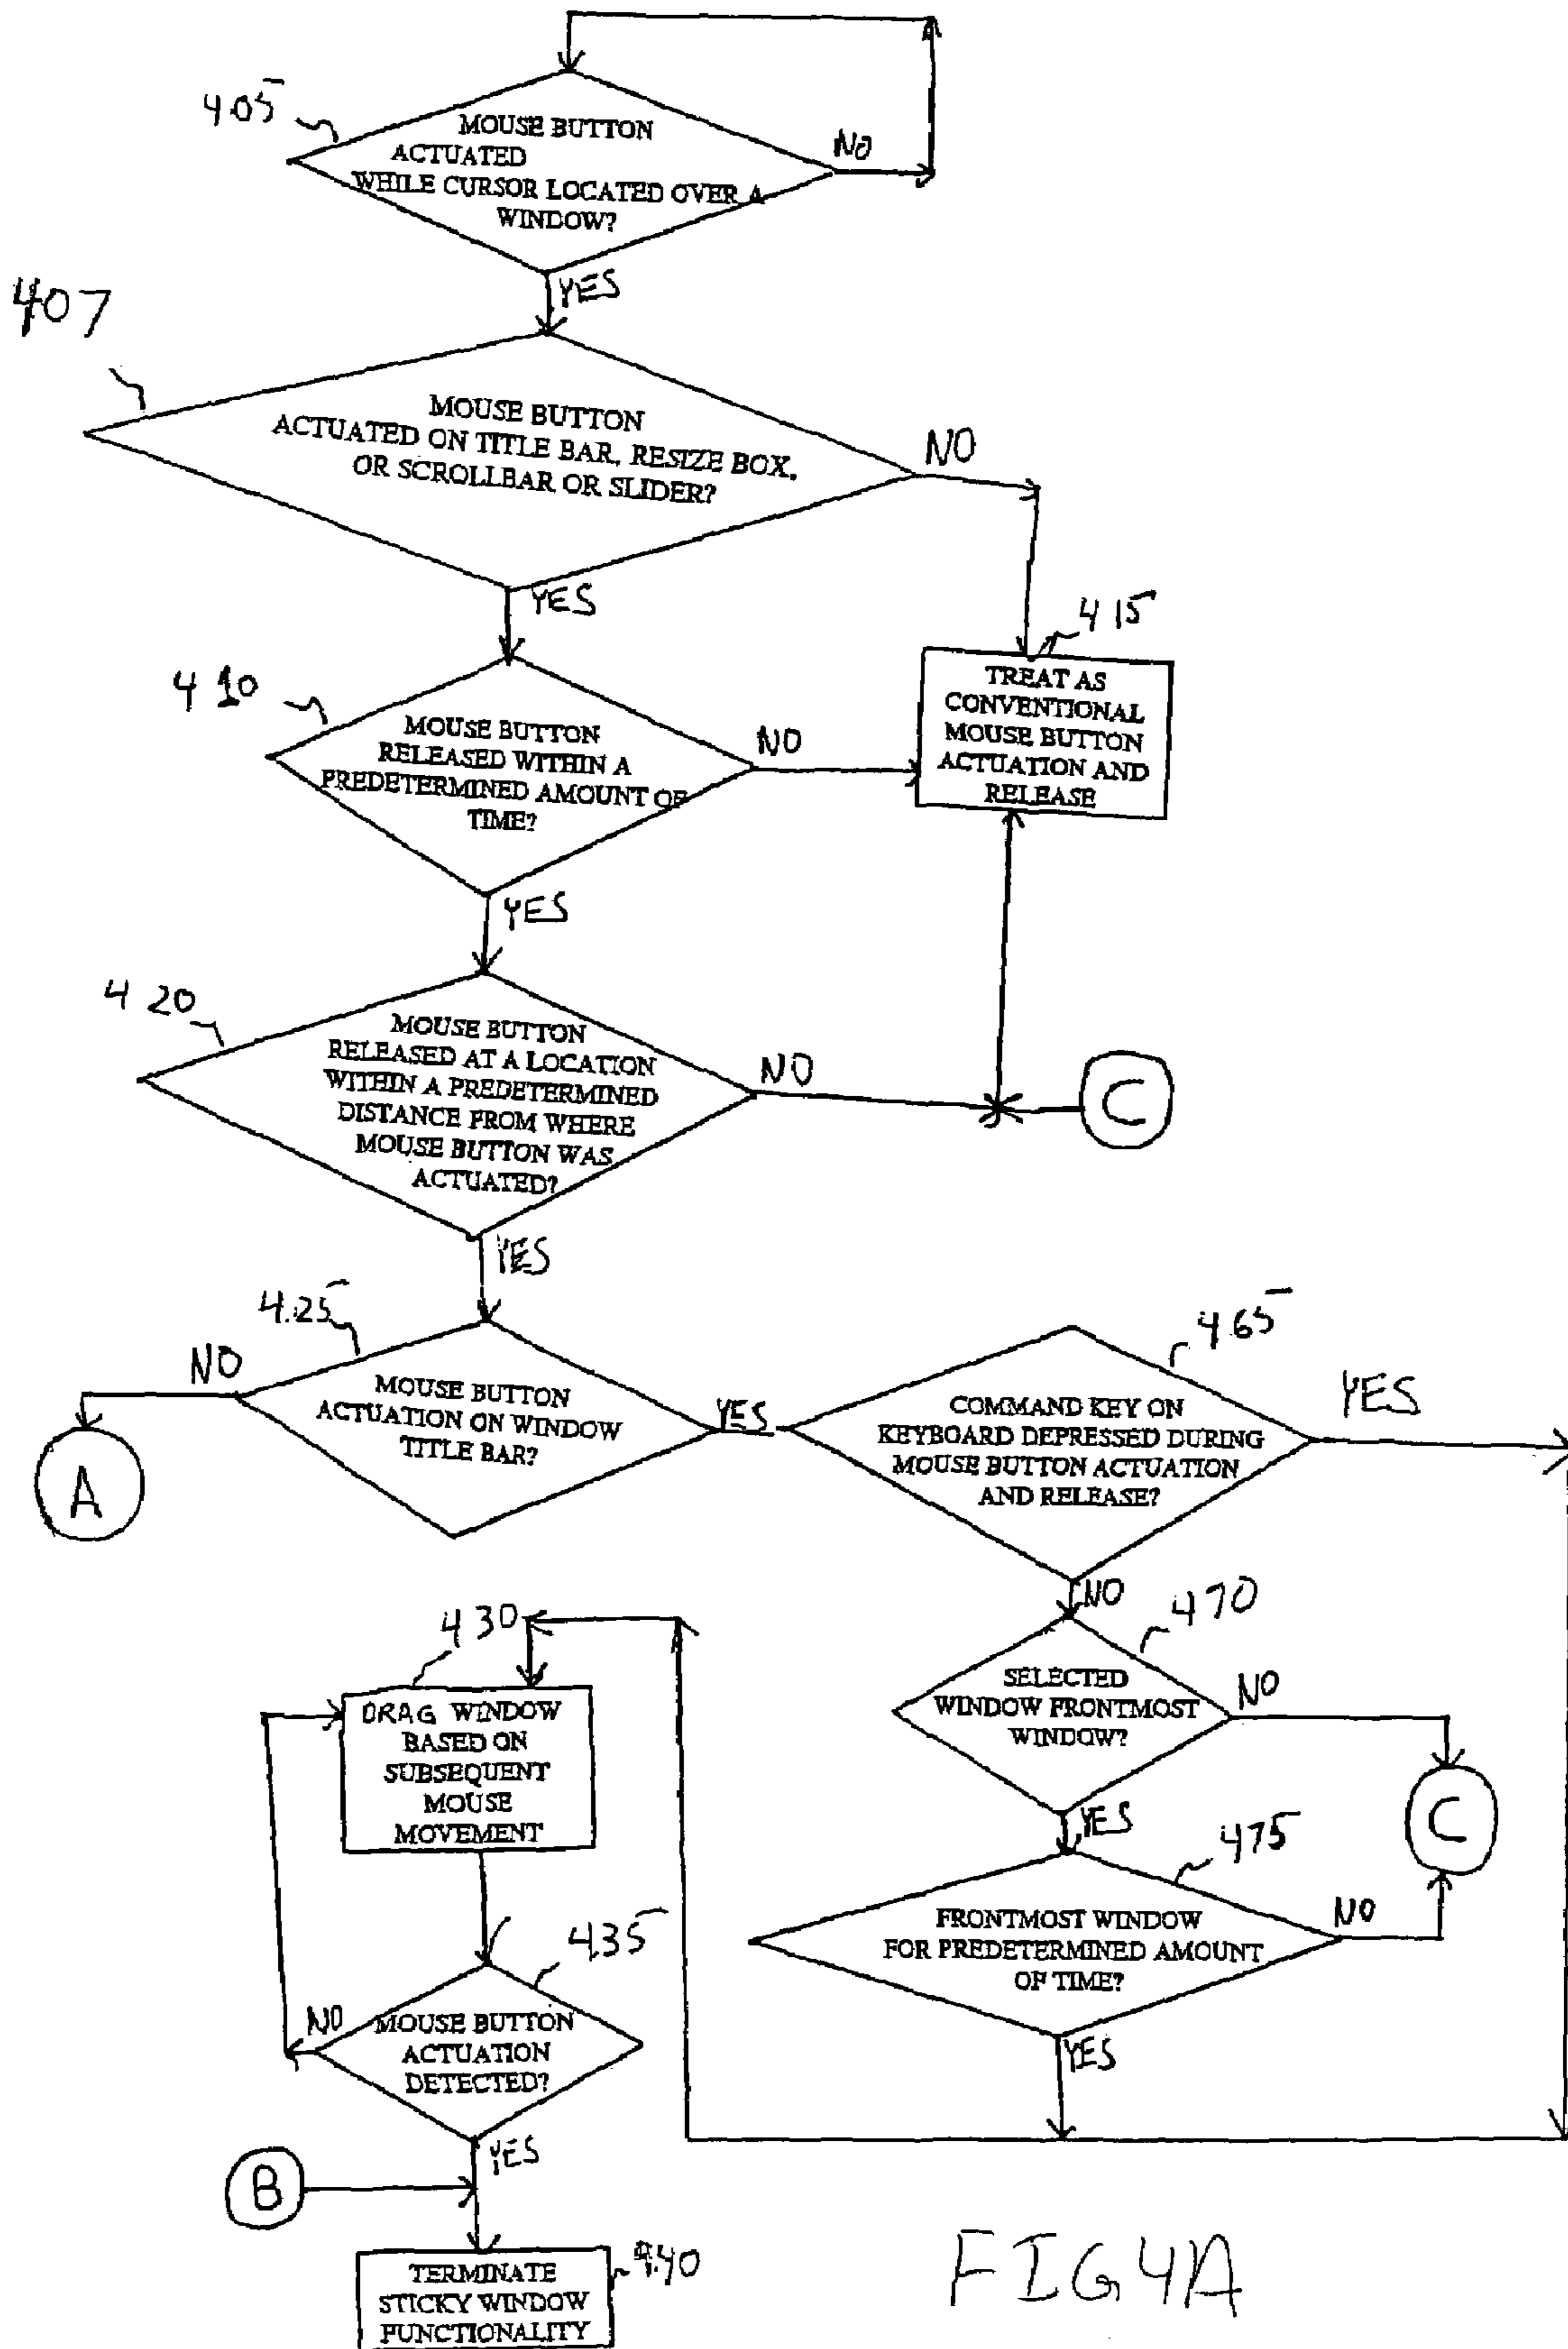 405
MOUSE BUTTON
ACTUATED
WHILE CURSOR LOCATED OVER A
WINDOW?
NO
YES
407
MOUSE BUTTON
ACTUATED ON TITLE BAR, RESIZE BOX,
OR SCROLLBAR OR SLIDER?
NO
YES
415
TREAT AS
CONVENTIONAL
MOUSE BUTTON
ACTUATION AND
RELEASE
410
MOUSE BUTTON
RELEASED WITHIN A
PREDETERMINED AMOUNT OF
TIME?
NO
YES
420
MOUSE BUTTON
RELEASED AT A LOCATION
WITHIN A PREDETERMINED
DISTANCE FROM WHERE
MOUSE BUTTON WAS
ACTUATED?
NO
C
YES
425
NO
MOUSE BUTTON
ACTUATION ON WINDOW
TITLE BAR?
YES
A
465
COMMAND KEY ON
KEYBOARD DEPRESSED DURING
MOUSE BUTTON ACTUATION
AND RELEASE?
YES
NO
470
SELECTED
WINDOW FRONTMOST
WINDOW?
NO
C
YES
475
FRONTMOST WINDOW
FOR PREDETERMINED AMOUNT
OF TIME?
NO
YES
430
DRAG WINDOW
BASED ON
SUBSEQUENT
MOUSE
MOVEMENT
435
NO
MOUSE BUTTON
ACTUATION
DETECTED?
YES
B
440
TERMINATE
STICKY WINDOW
FUNCTIONALITY
FIG 4A